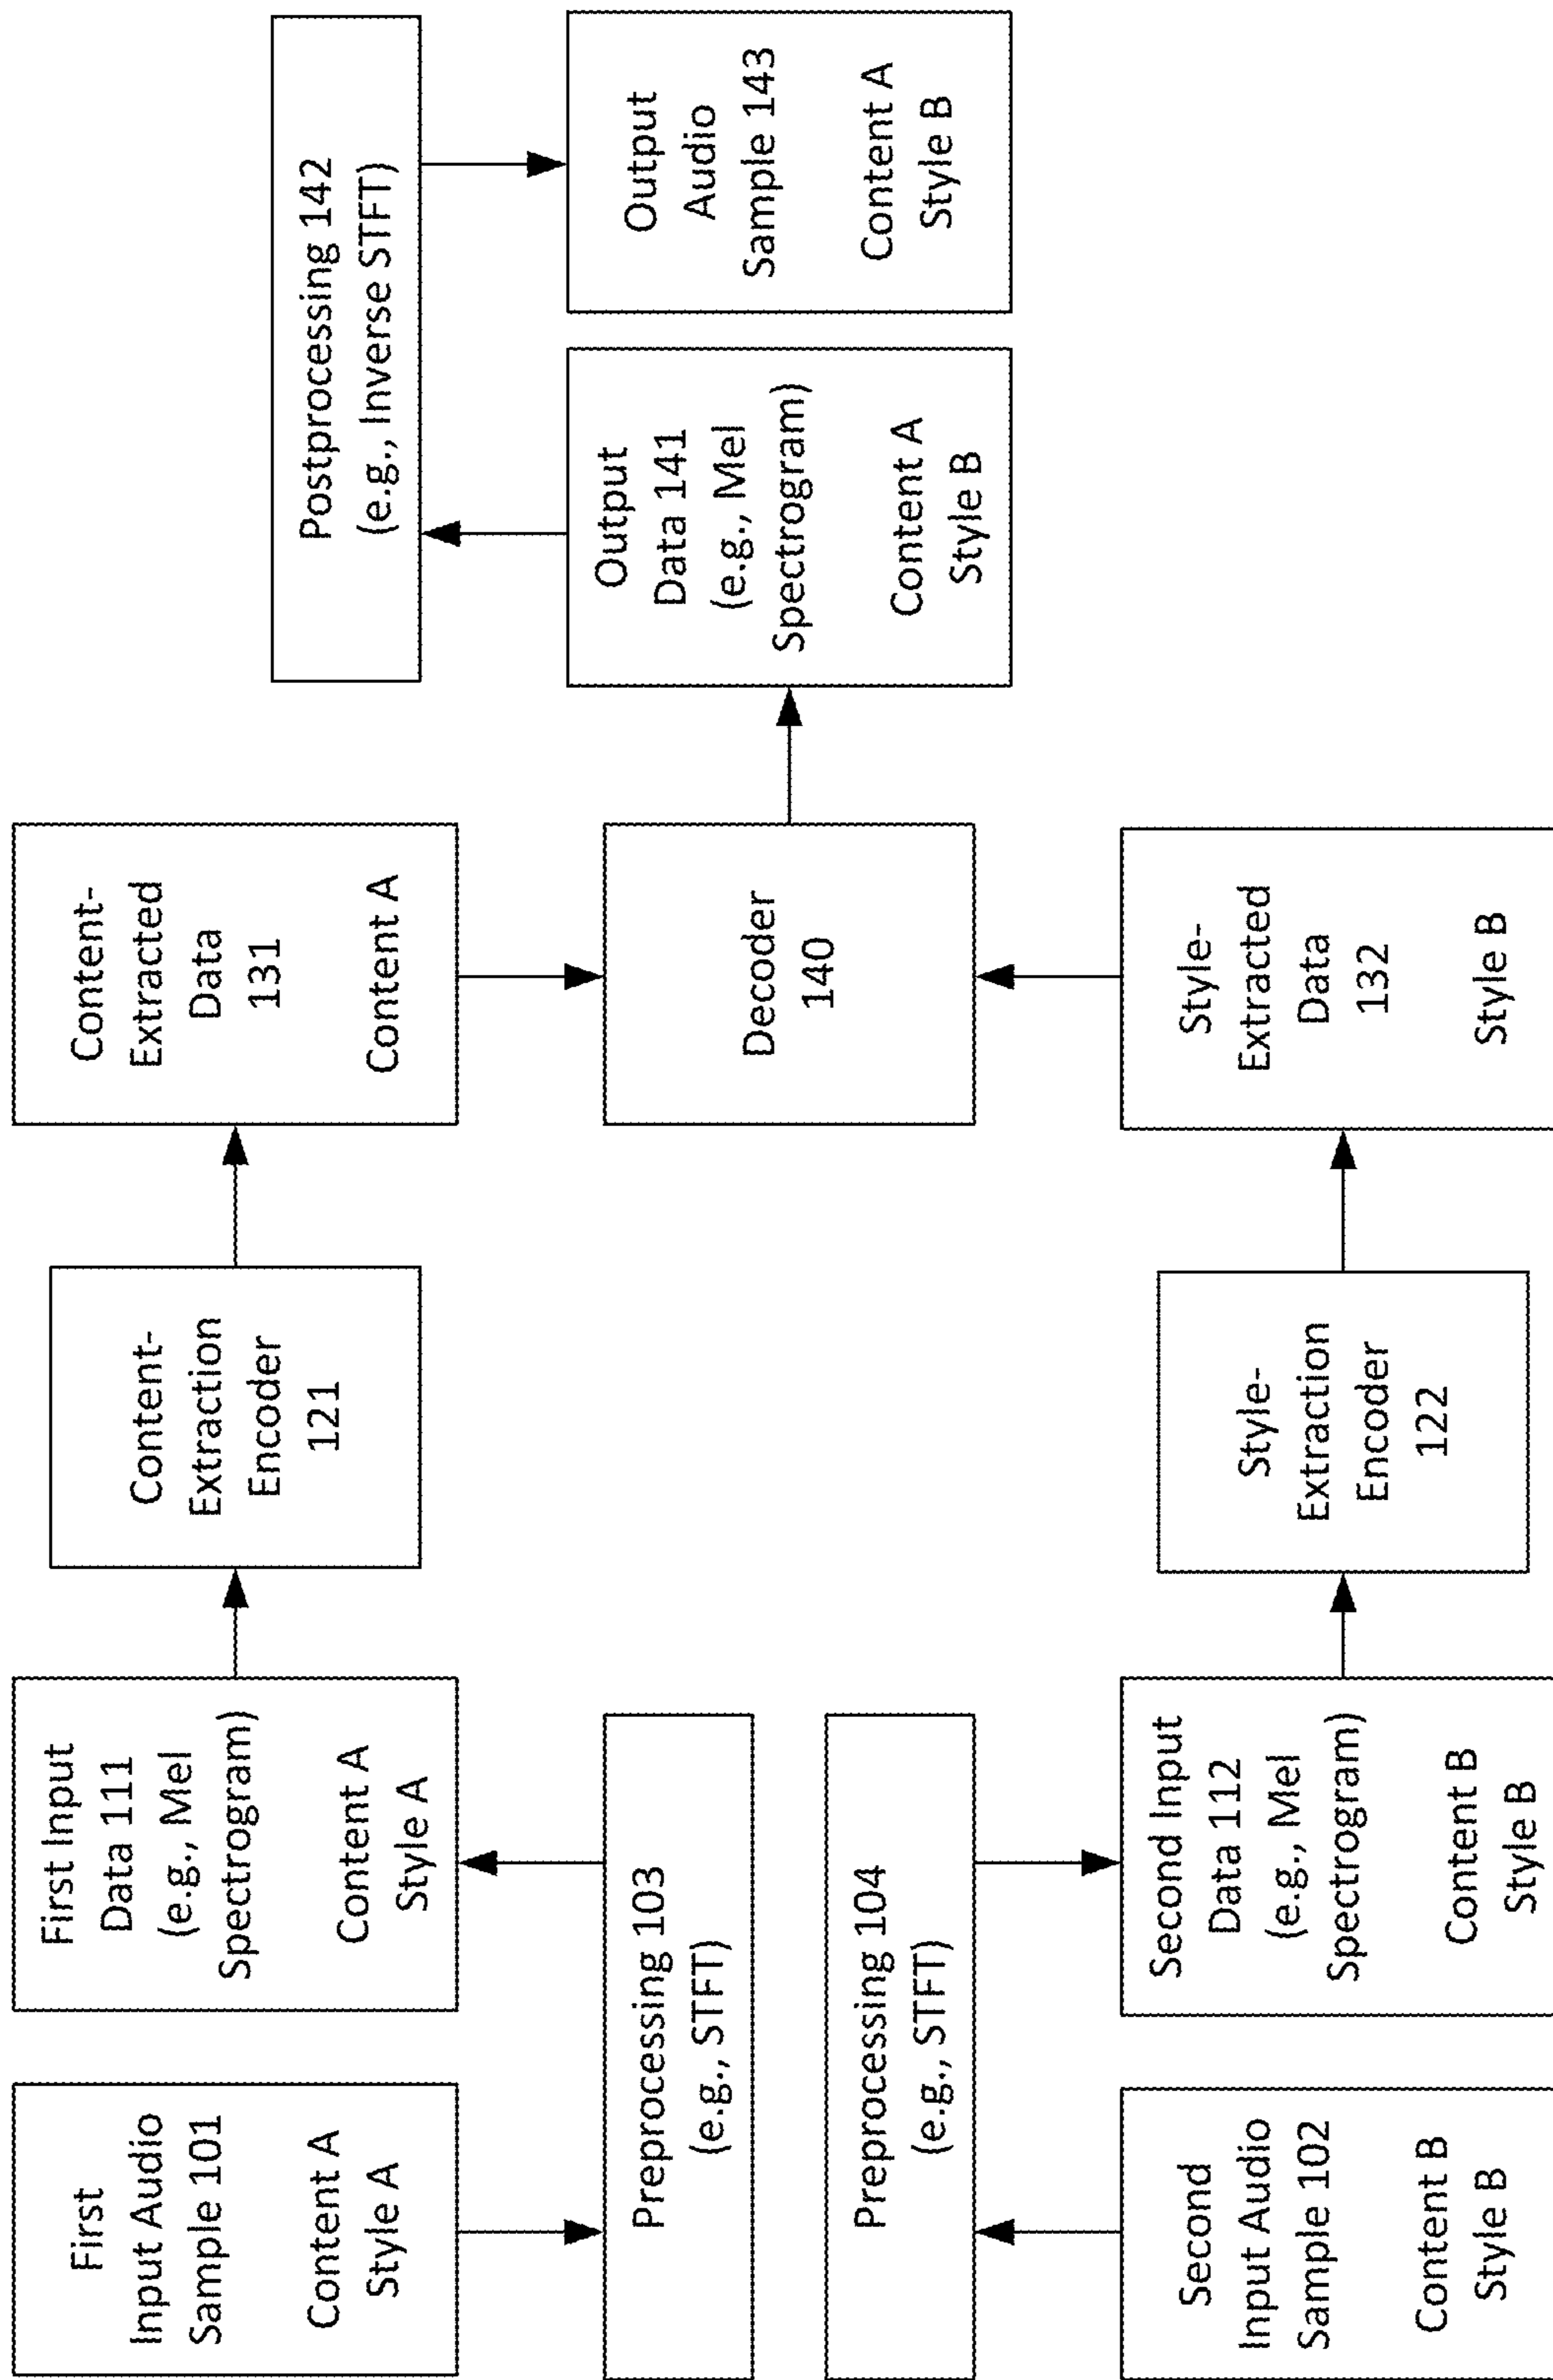 First
Input Audio
Sample 101
Content A
Style A
Preprocessing 103
(e.g., STFT)
First Input
Data 111
(e.g., Mel
Spectrogram)
Content A
Style A
Content-
Extraction
Encoder
121
Content-
Extracted
Data
131
Content A
Second
Input Audio
Sample 102
Content B
Style B
Preprocessing 104
(e.g., STFT)
Second Input
Data 112
(e.g., Mel
Spectrogram)
Content B
Style B
Style-
Extraction
Encoder
122
Style-
Extracted
Data
132
Style B
Decoder
140
Output
Data 141
(e.g., Mel
Spectrogram)
Content A
Style B
Postprocessing 142
(e.g., Inverse STFT)
Output
Audio
Sample 143
Content A
Style B